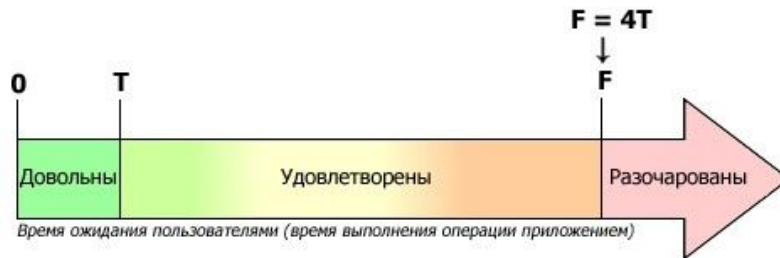 F = 4T
↓
0 T F
Довольны Удовлетворены Разочарованы
Время ожидания пользователями (время выполнения операции приложением)